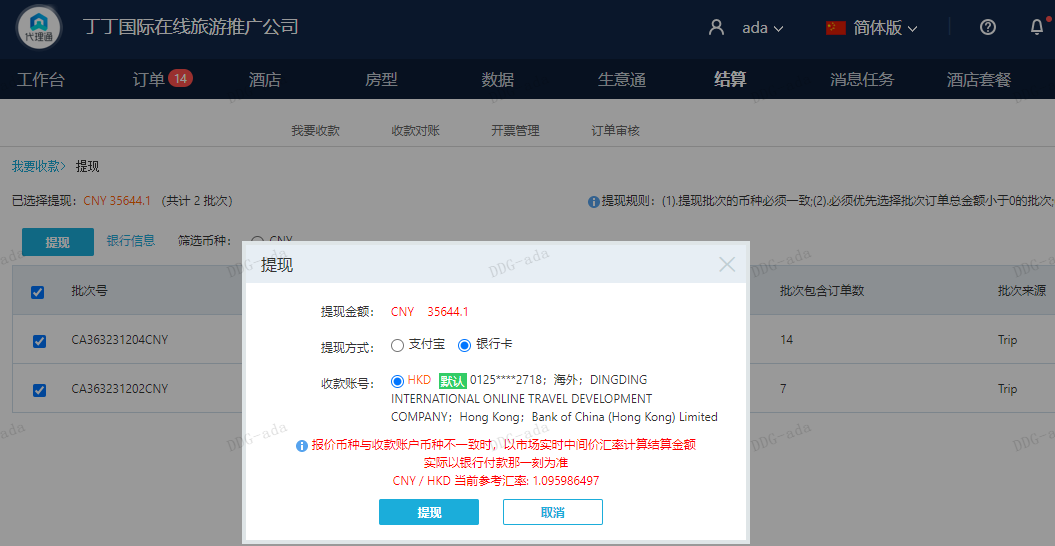 代理通
丁丁国际在线旅游推广公司
ada
简体版
工作台
订单 14
酒店
房型
数据
生意通
结算
消息任务
酒店套餐
我要收款
收款对账
开票管理
订单审核
我要收款> 提现
已选择提现: CNY 35644.1 (共计 2 批次)
提现规则: (1).提现批次的币种必须一致;(2).必须优先选择批次订单总金额小于0的批次;
提现
银行信息
筛选币种:
CNY
批次号
批次包含订单数
批次来源
CA363231204CNY
14
Trip
CA363231202CNY
7
Trip
提现
提现金额: CNY 35644.1
提现方式: 支付宝 银行卡
收款账号: HKD 默认 0125****2718; 海外; DINGDING
INTERNATIONAL ONLINE TRAVEL DEVELOPMENT
COMPANY; Hong Kong; Bank of China (Hong Kong) Limited
报价币种与收款账户币种不一致时, 以市场实时中间价汇率计算结算金额
实际以银行付款那一刻为准
CNY / HKD 当前参考汇率: 1.095986497
提现
取消
DDG-ada
DDG-ada
DDG-ada
DDG-ada
DDG-ada
DDG-ada